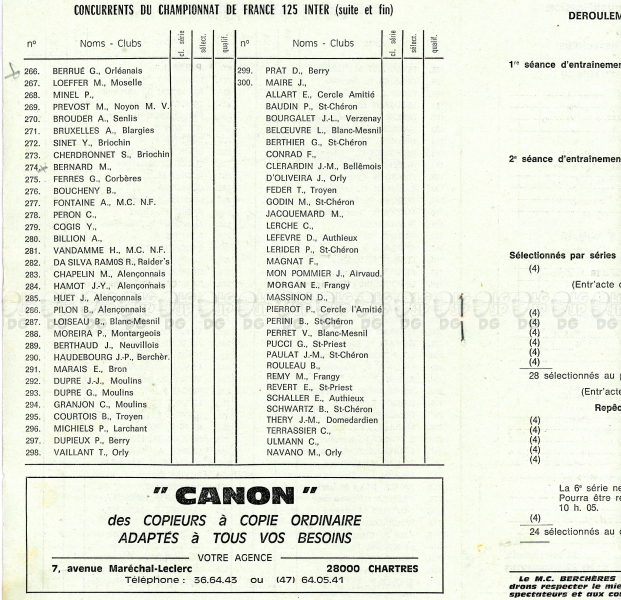 CONCURRENTS DU CHAMPIONNAT DE FRANCE 125 INTER (suite et fin)
n° Noms - Clubs cl. série sélect. qualif.
266. BERRUÉ G., Orléanais
267. LOEFFER M., Moselle
268. MINEL P.,
269. PREVOST M., Noyon M. V.
270. BROUDER A., Senlis
271. BRUXELLES A., Blargies
272. SINET Y., Briochin
273. CHERDRONNET S., Briochin
274. BERNARD M.,
275. FERRES G., Corbères
276. BOUCHENY B.,
277. FONTAINE A., M.C. N.F.
278. PERON C.,
279. COGIS Y.,
280. BILLION A.,
281. VANDAMME H., M.C. N.F.
282. DA SILVA RAMOS R., Raider's
283. CHAPELIN M., Alençonnais
284. HAMOT J.-Y., Alençonnais
285. HUET J., Alençonnais
266. PILON B., Alençonnais
287. LOISEAU B., Blanc-Mesnil
288. MOREIRA P., Montargeois
289. BERTHAUD J., Neuvillois
290. HAUDEBOURG J.-P., Berchèr.
291. MARAIS E., Bron
292. DUPRE J.-J., Moulins
293. DUPRE G., Moulins
294. GRANJON C., Moulins
295. COURTOIS B., Troyen
296. MICHIELS P., Larchant
297. DUPIEUX P., Berry
298. VAILLANT T., Orly
n° Noms - Clubs cl. série sélect. qualif.
299. PRAT D., Berry
300. MAIRE J.,
ALLART E., Cercle Amitié
BAUDIN P., St-Chéron
BOURGALET J.-L., Verzenay
BELŒUVRE L., Blanc-Mesnil
BERTHIER G., St-Chéron
CONRAD F.,
CLERARDIN J.-M., Bellêmois
D'OLIVEIRA J., Orly
FEDER T., Troyen
GODIN M., St-Chéron
JACQUEMARD M.,
LERCHE C.,
LEFEVRE D., Authieux
LERIDER P., St-Chéron
MAGNAT F.,
MON POMMIER J., Airvaud.
MORGAN E., Frangy
MASSINON D.,
PIERROT P., Cercle l'Amitié
PERINI B., St-Chéron
PERRET V., Blanc-Mesnil
PUCCI G., St-Priest
PAULAT J.-M., St-Chéron
ROULEAU B.,
REMY M., Frangy
REVERT E., St-Priest
SCHALLER E., Authieux
SCHWARTZ B., St-Chéron
THERY J.-M., Domedardien
TERRASSIER C.,
ULMANN C.,
NAVANO M., Orly
" CANON "
des COPIEURS à COPIE ORDINAIRE
ADAPTÉS à TOUS VOS BESOINS
VOTRE AGENCE
7, avenue Maréchal-Leclerc 28000 CHARTRES
Téléphone : 36.64.43 ou (47) 64.05.41
DEROULEM
1re séance d'entrainemen
2e séance d'entrainemen
Sélectionnés par séries
(4)
(Entr'acte d
(4)
(4)
(4)
(4)
(4)
(4)
28 sélectionnés au
(Entr'acte
Repêc
(4)
(4)
(4)
(4)
(4)
La 6e série ne
Pourra être re
10 h. 05.
(4)
24 sélectionnés au
Le M.C. BERCHÈRES
drons respecter le mie
spectateurs et aux cou